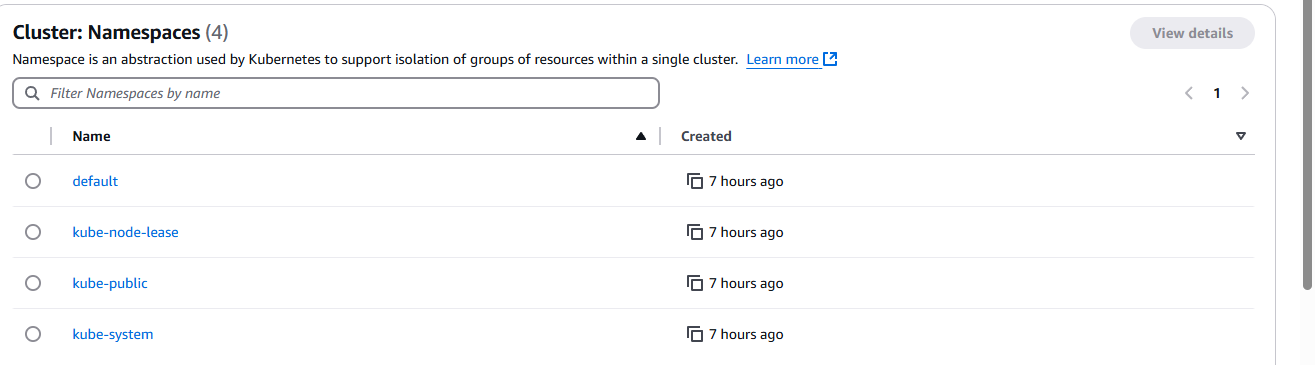 Cluster: Namespaces (4)
View details
Namespace is an abstraction used by Kubernetes to support isolation of groups of resources within a single cluster. Learn more
Filter Namespaces by name
1
Name
Created
default
7 hours ago
kube-node-lease
7 hours ago
kube-public
7 hours ago
kube-system
7 hours ago